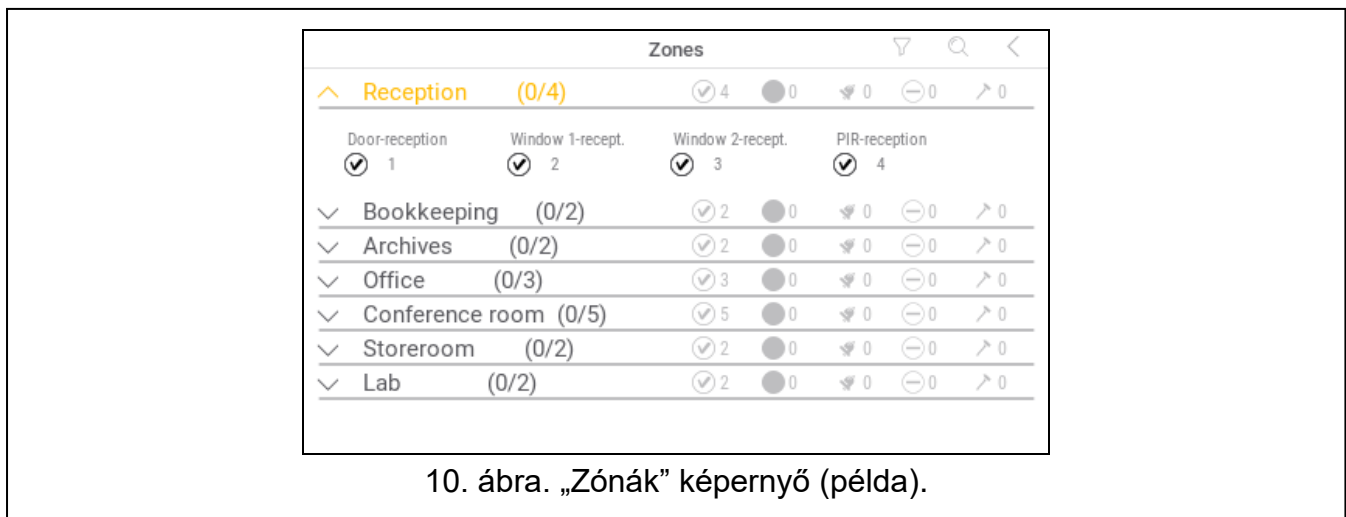 Zones
Reception (0/4) 4 0 0 0 0
Door-reception Window 1-recept. Window 2-recept. PIR-reception
1 2 3 4
Bookkeeping (0/2) 2 0 0 0 0
Archives (0/2) 2 0 0 0 0
Office (0/3) 3 0 0 0 0
Conference room (0/5) 5 0 0 0 0
Storeroom (0/2) 2 0 0 0 0
Lab (0/2) 2 0 0 0 0
10. ábra. „Zónák” képernyő (példa).